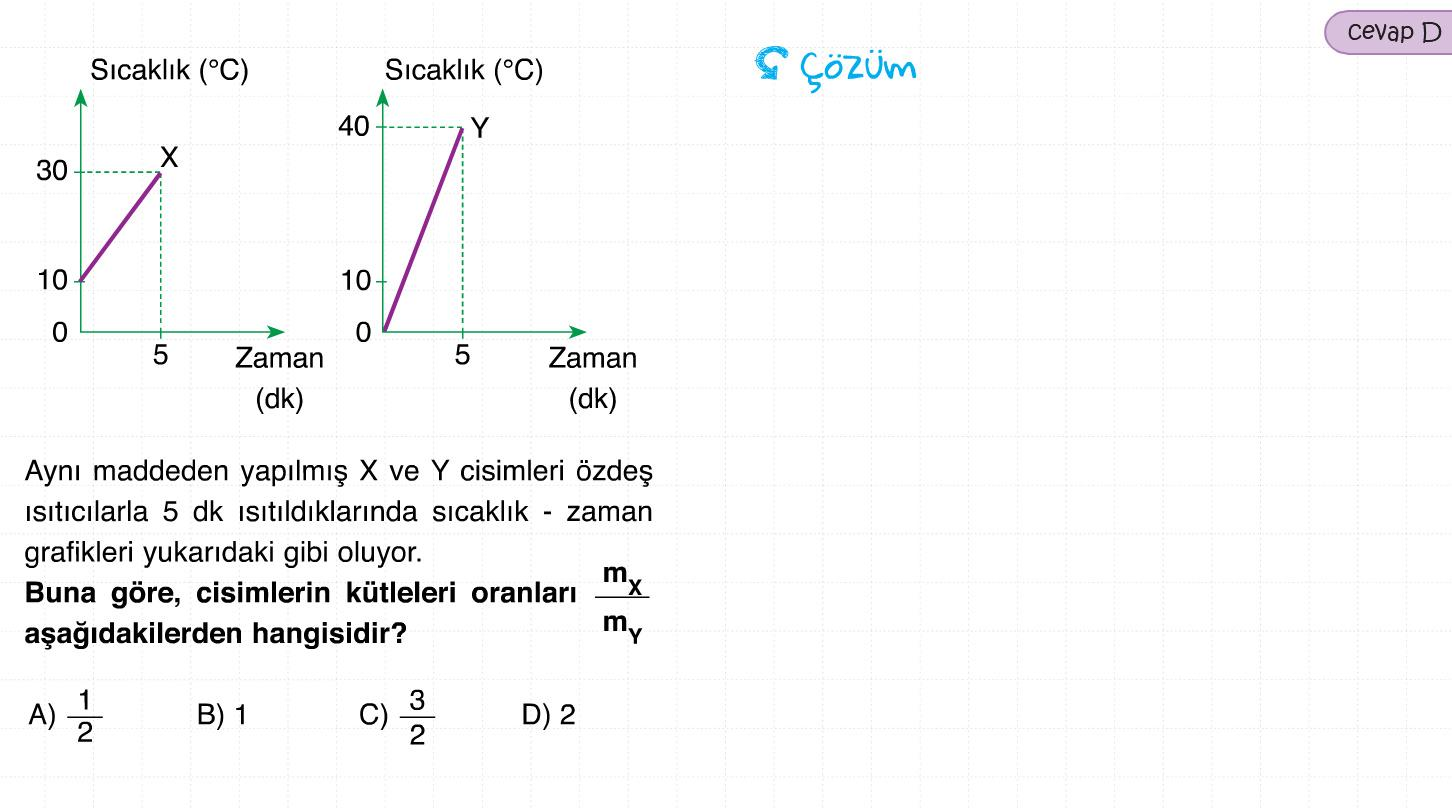 cevap D
Sıcaklık (°C)
30
10
0
X
5
Zaman
(dk)
Sıcaklık (°C)
40
10
0
Y
5
Zaman
(dk)
Çözüm
Aynı maddeden yapılmış X ve Y cisimleri özdeş
ısıtıcılarla 5 dk ısıtıldıklarında sıcaklık - zaman
grafikleri yukarıdaki gibi oluyor.
Buna göre, cisimlerin kütleleri oranları mX/mY
aşağıdakilerden hangisidir?
A) 1/2 B) 1 C) 3/2 D) 2